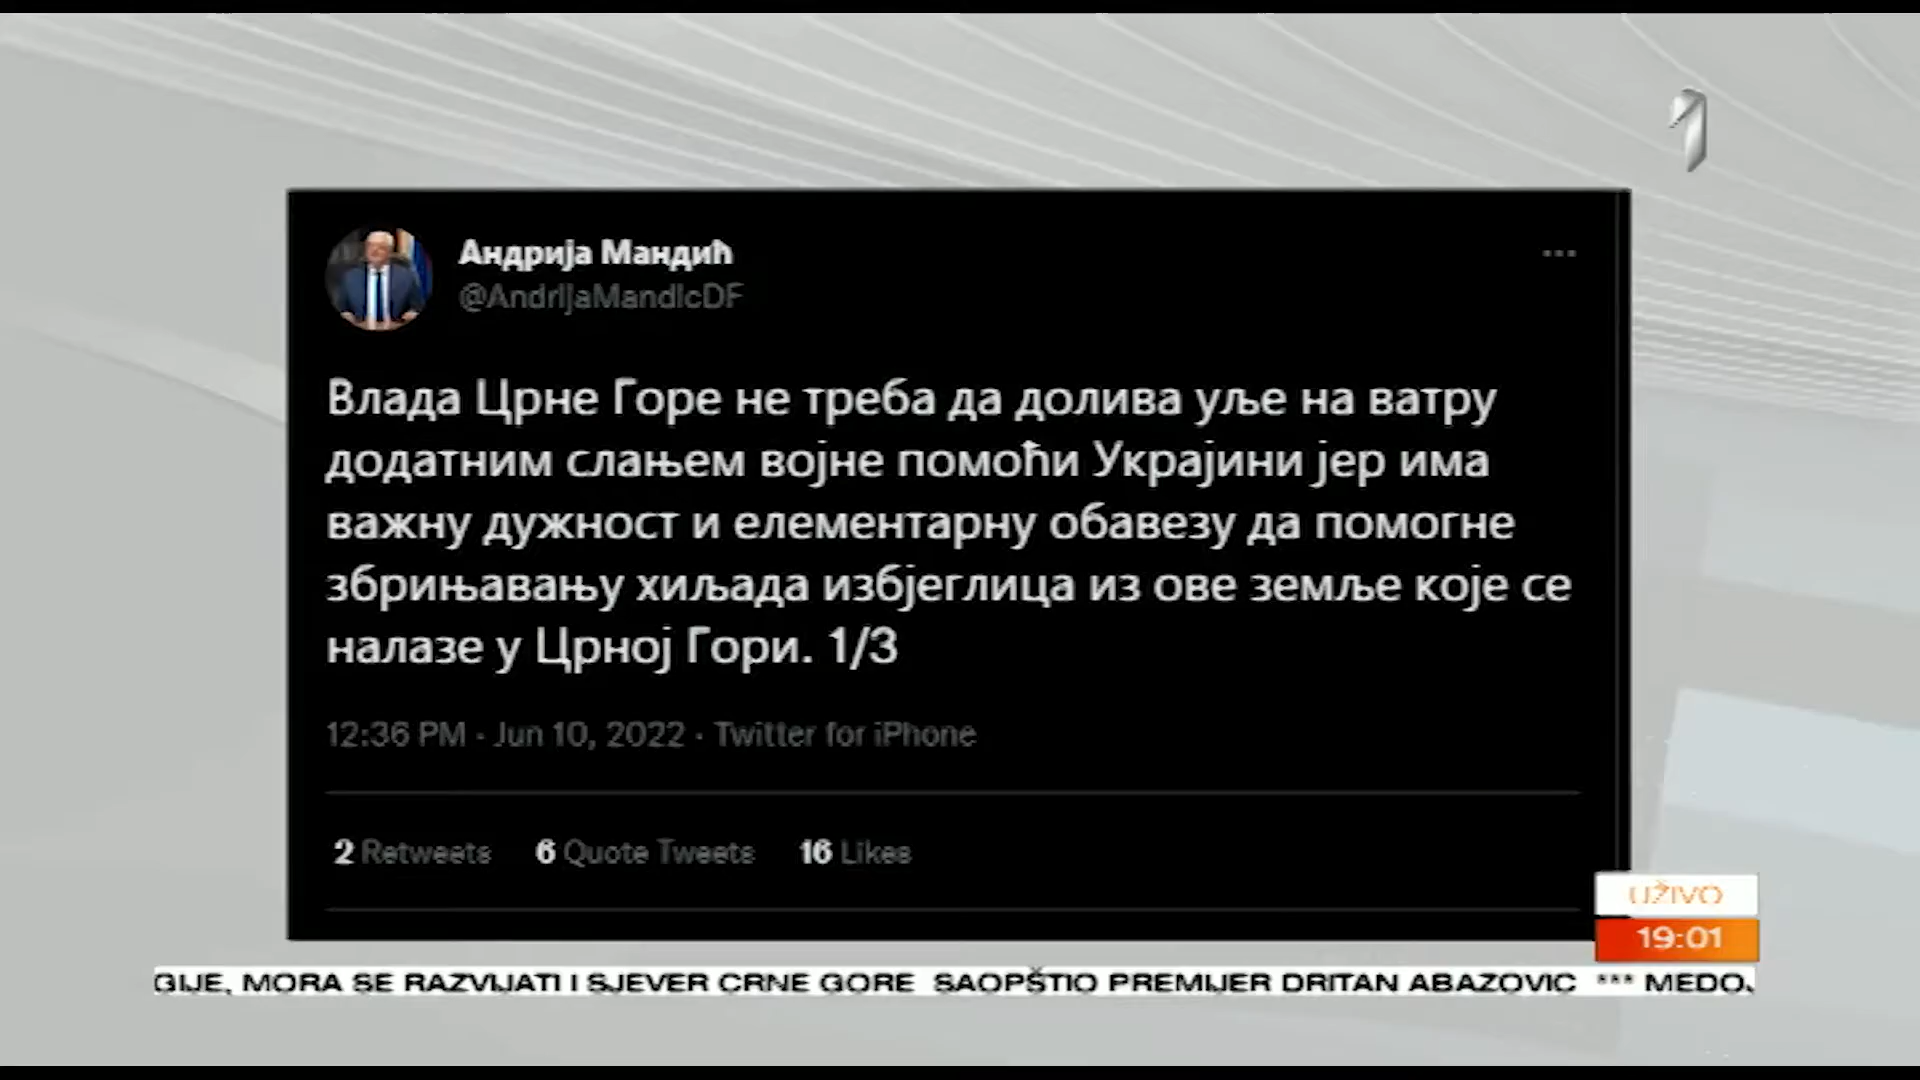 1
Андрија Мандић
@AndrijaMandicDF
Влада Црне Горе не треба да долива уље на ватру
додатним слањем војне помоћи Украјини јер има
важну дужност и елементарну обавезу да помогне
збрињавању хиљада избјеглица из ове земље које се
налазе у Црној Гори. 1/3
12:36 PM · Jun 10, 2022 · Twitter for iPhone
2 Retweets 6 Quote Tweets 16 Likes
UŽIVO
19:01
GIJE, MORA SE RAZVIJATI I SJEVER CRNE GORE SAOPŠTIO PREMIJER DRITAN ABAZOVIC *** MEDOJ